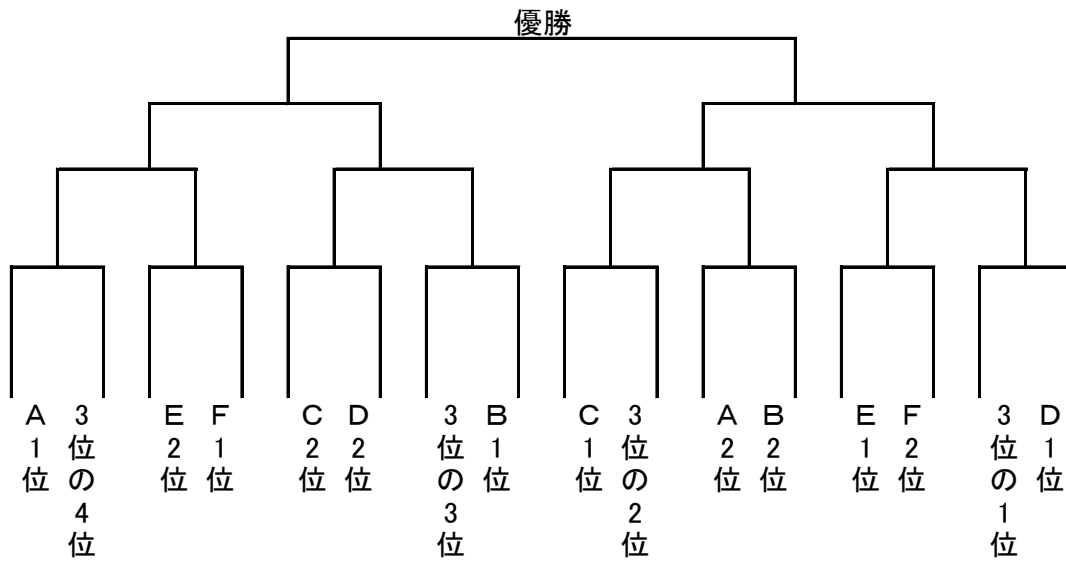 優勝
A1位
3位の4位
E2位
F1位
C2位
D2位
3位の3位
B1位
C1位
3位の2位
A2位
B2位
E1位
F2位
3位の1位
D1位